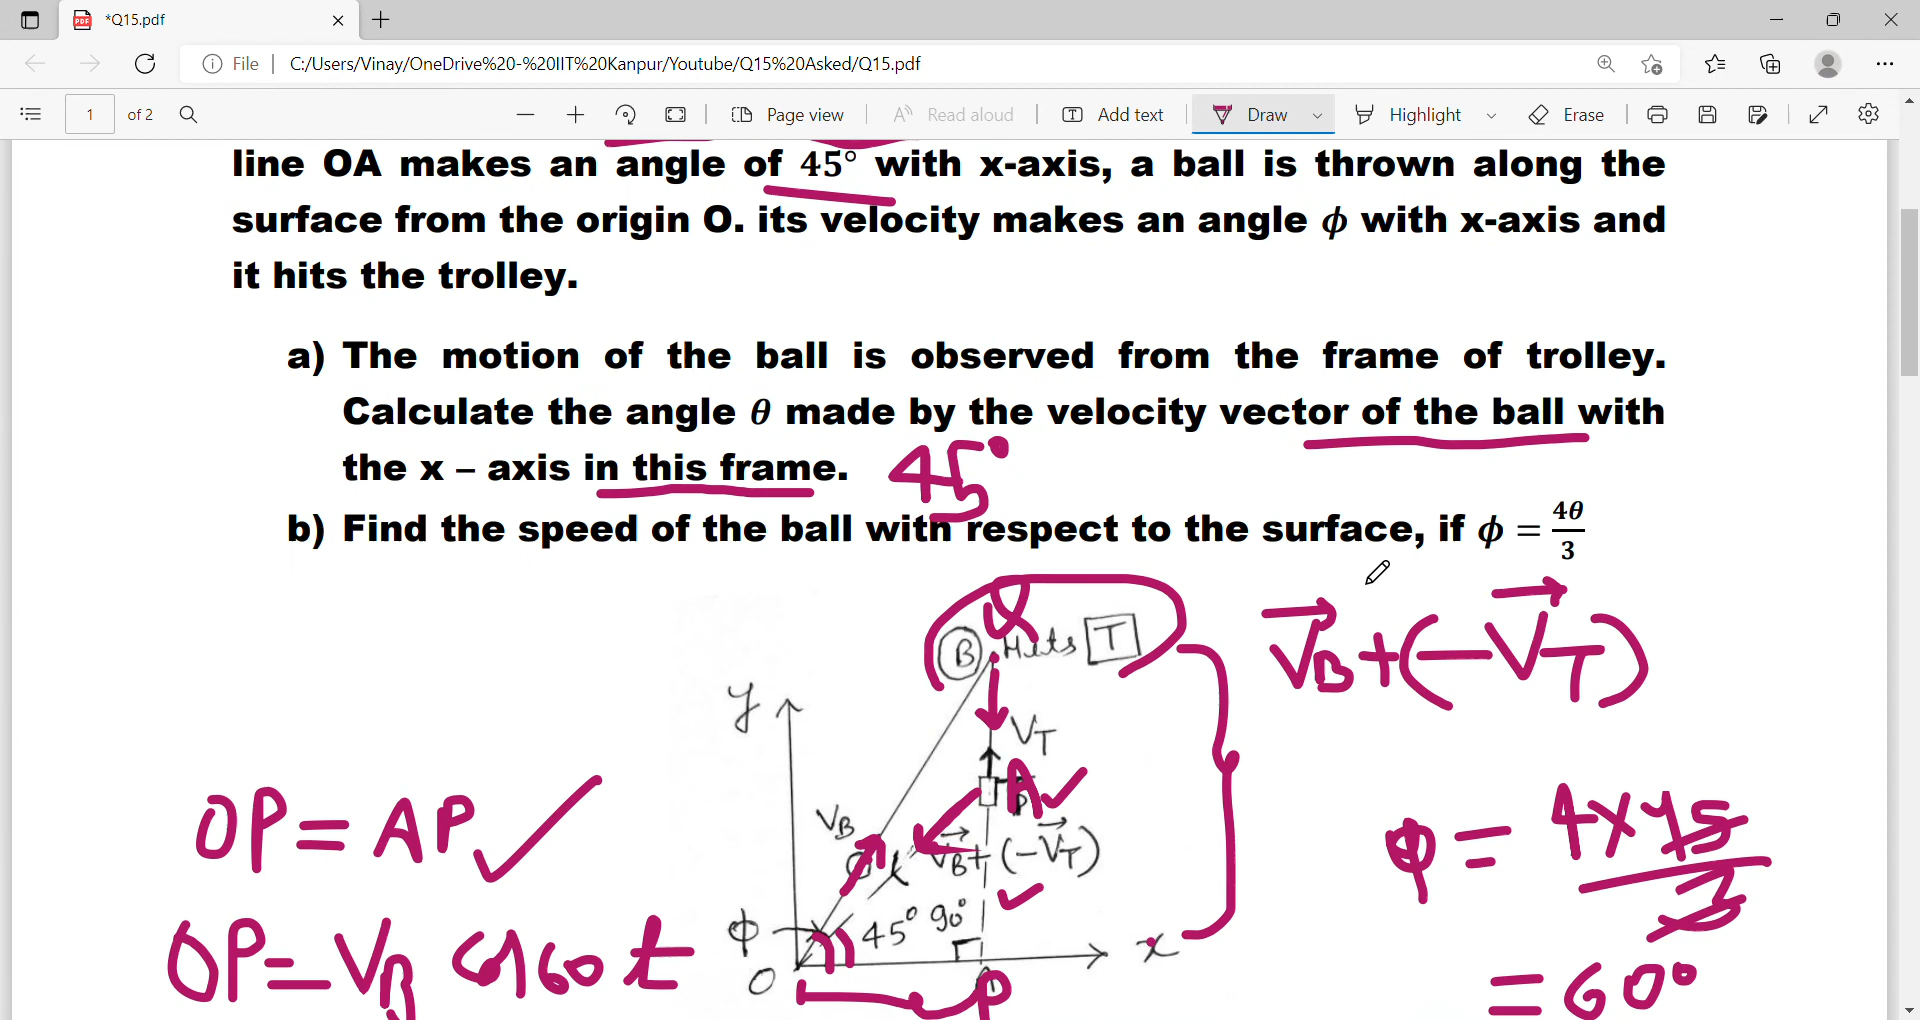 *Q15.pdf
File
C:/Users/Vinay/OneDrive%20-%20IIT%20Kanpur/Youtube/Q15%20Asked/Q15.pdf
1 of 2
Page view
Read aloud
Add text
Draw
Highlight
Erase
line OA makes an angle of 45° with x-axis, a ball is thrown along the
surface from the origin O. its velocity makes an angle ϕ with x-axis and
it hits the trolley.
a) The motion of the ball is observed from the frame of trolley.
Calculate the angle θ made by the velocity vector of the ball with
the x – axis in this frame. 45°
b) Find the speed of the ball with respect to the surface, if ϕ = 4θ/3
B Hits T
V⃗B+(−V⃗T)
y
VT
A
OP = AP
VB
V⃗B+(−V⃗T)
ϕ = 4×45/3
ϕ 45° 90°
x
OP = VB cos60 t
O
P
= 60°